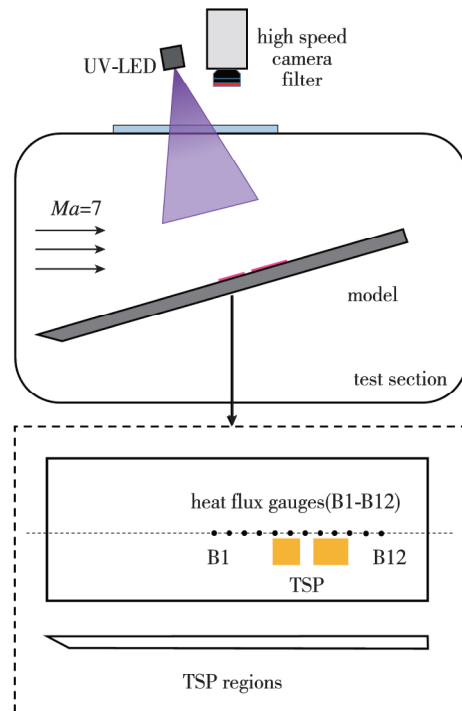 UV-LED
high speed
camera
filter
Ma=7
model
test section
heat flux gauges(B1-B12)
B1
B12
TSP
TSP regions